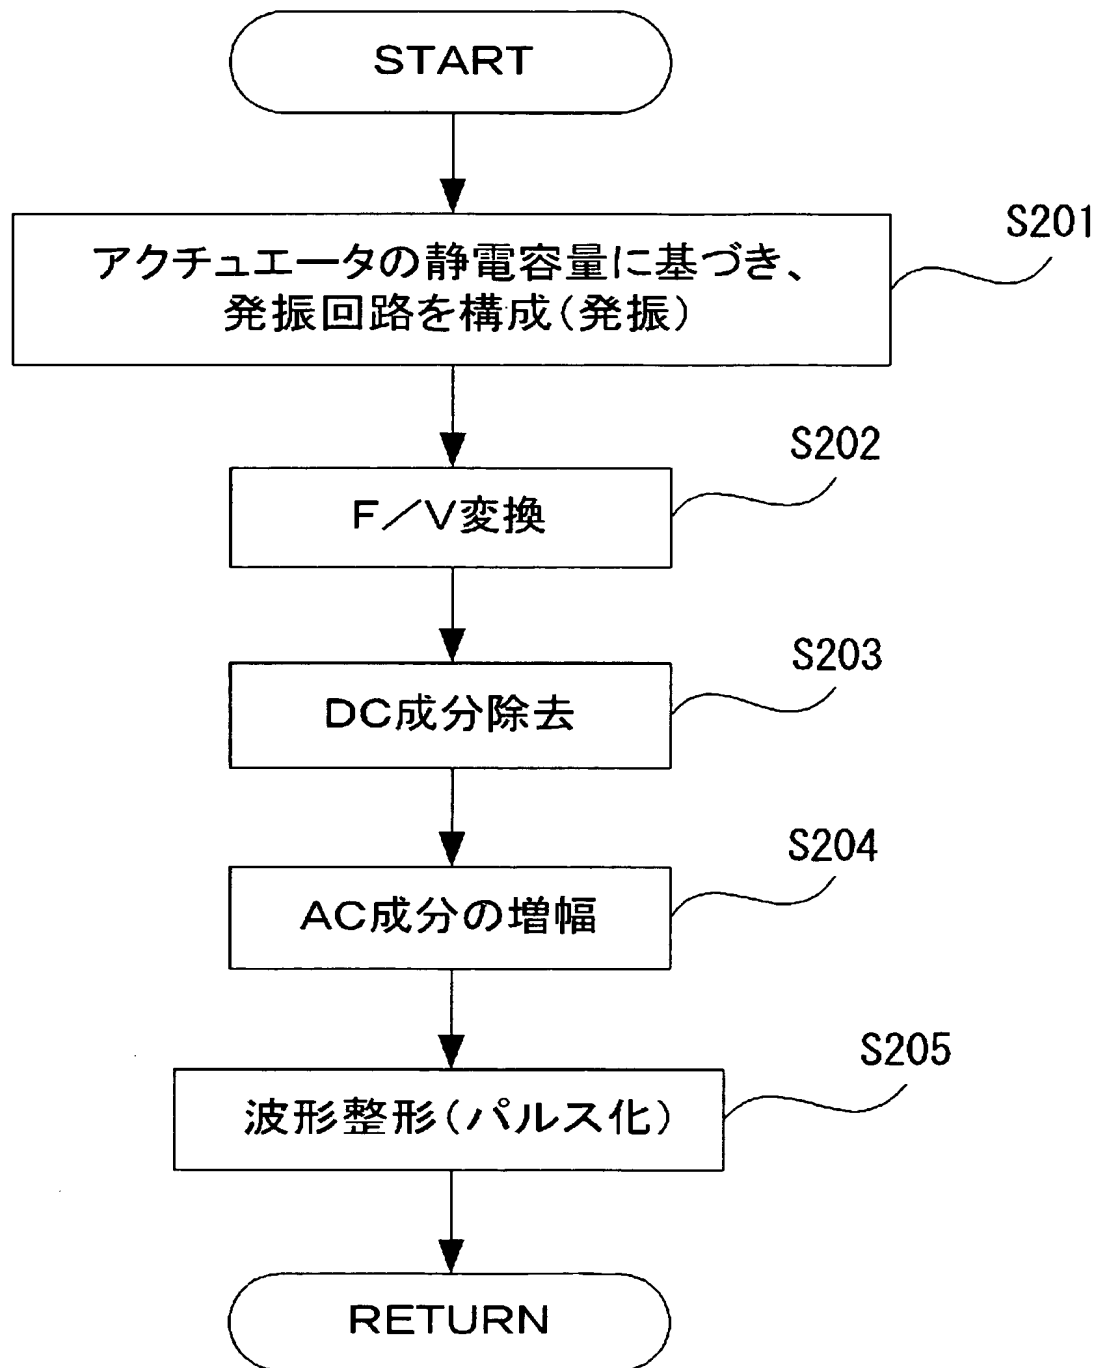 START
アクチュエータの静電容量に基づき、
発振回路を構成(発振)
S201
F／V変換
S202
DC成分除去
S203
AC成分の増幅
S204
波形整形(パルス化)
S205
RETURN